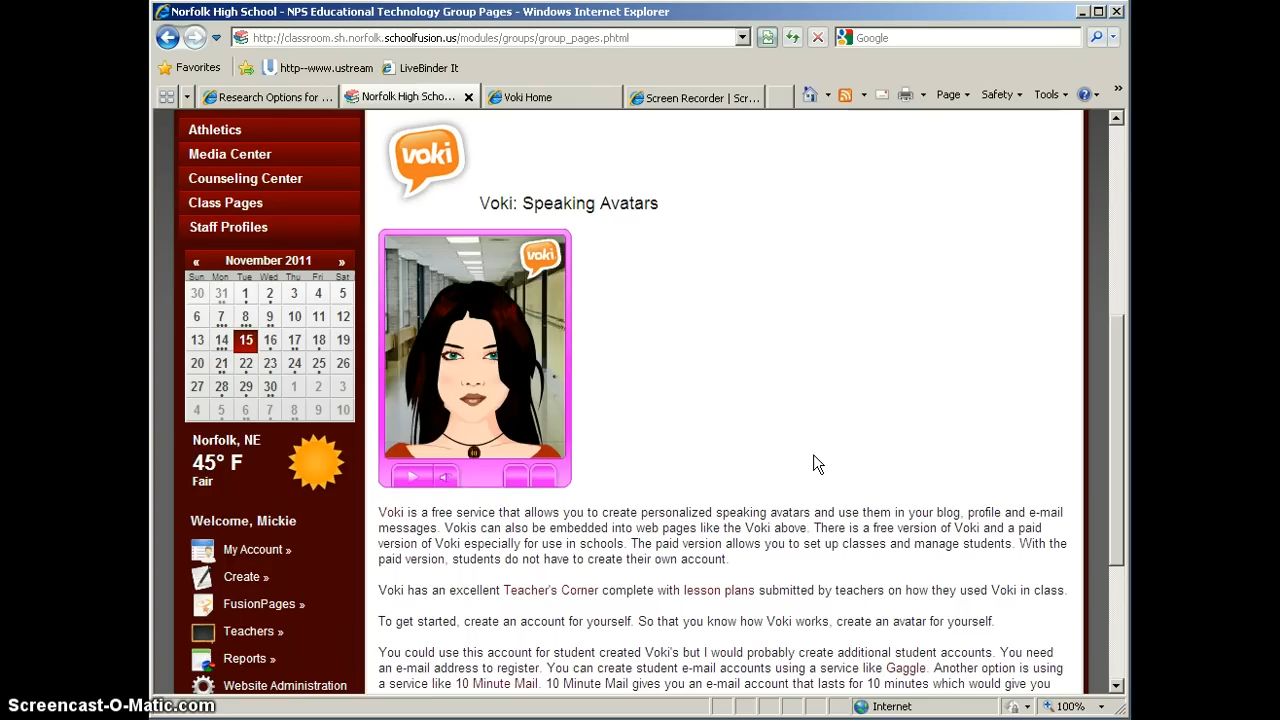 Norfolk High School - NPS Educational Technology Group Pages - Windows Internet Explorer
http://classroom.sh.norfolk.schoolfusion.us/modules/groups/group_pages.phtml
Google
Favorites
http--www.ustream
LiveBinder It
Research Options for ...
Norfolk High Scho...
Voki Home
Screen Recorder | Scr...
Page
Safety
Tools
»
Athletics
Media Center
Counseling Center
Class Pages
Staff Profiles
« November 2011 »
Sun Mon Tue Wed Thu Fri Sat
30 31 1 2 3 4 5
6 7 8 9 10 11 12
13 14 15 16 17 18 19
20 21 22 23 24 25 26
27 28 29 30 1 2 3
4 5 6 7 8 9 10
Norfolk, NE
45° F
Fair
Welcome, Mickie
My Account »
Create »
FusionPages »
Teachers »
Reports »
Website Administration
voki
Voki: Speaking Avatars
voki
Voki is a free service that allows you to create personalized speaking avatars and use them in your blog, profile and e-mail
messages. Vokis can also be embedded into web pages like the Voki above. There is a free version of Voki and a paid
version of Voki especially for use in schools. The paid version allows you to set up classes and manage students. With the
paid version, students do not have to create their own account.
Voki has an excellent Teacher's Corner complete with lesson plans submitted by teachers on how they used Voki in class.
To get started, create an account for yourself. So that you know how Voki works, create an avatar for yourself.
You could use this account for student created Voki's but I would probably create additional student accounts. You need
an e-mail address to register. You can create student e-mail accounts using a service like Gaggle. Another option is using
a service like 10 Minute Mail. 10 Minute Mail gives you an e-mail account that lasts for 10 minutes which would give you
Internet
100%
Screencast-O-Matic.com